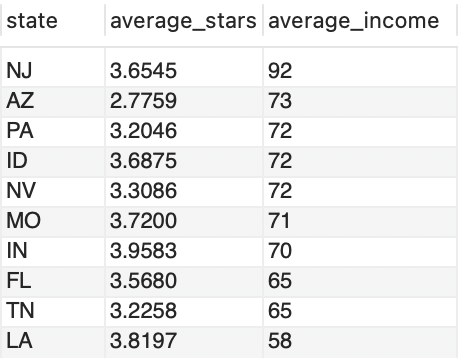 state average_stars average_income
NJ 3.6545 92
AZ 2.7759 73
PA 3.2046 72
ID 3.6875 72
NV 3.3086 72
MO 3.7200 71
IN 3.9583 70
FL 3.5680 65
TN 3.2258 65
LA 3.8197 58